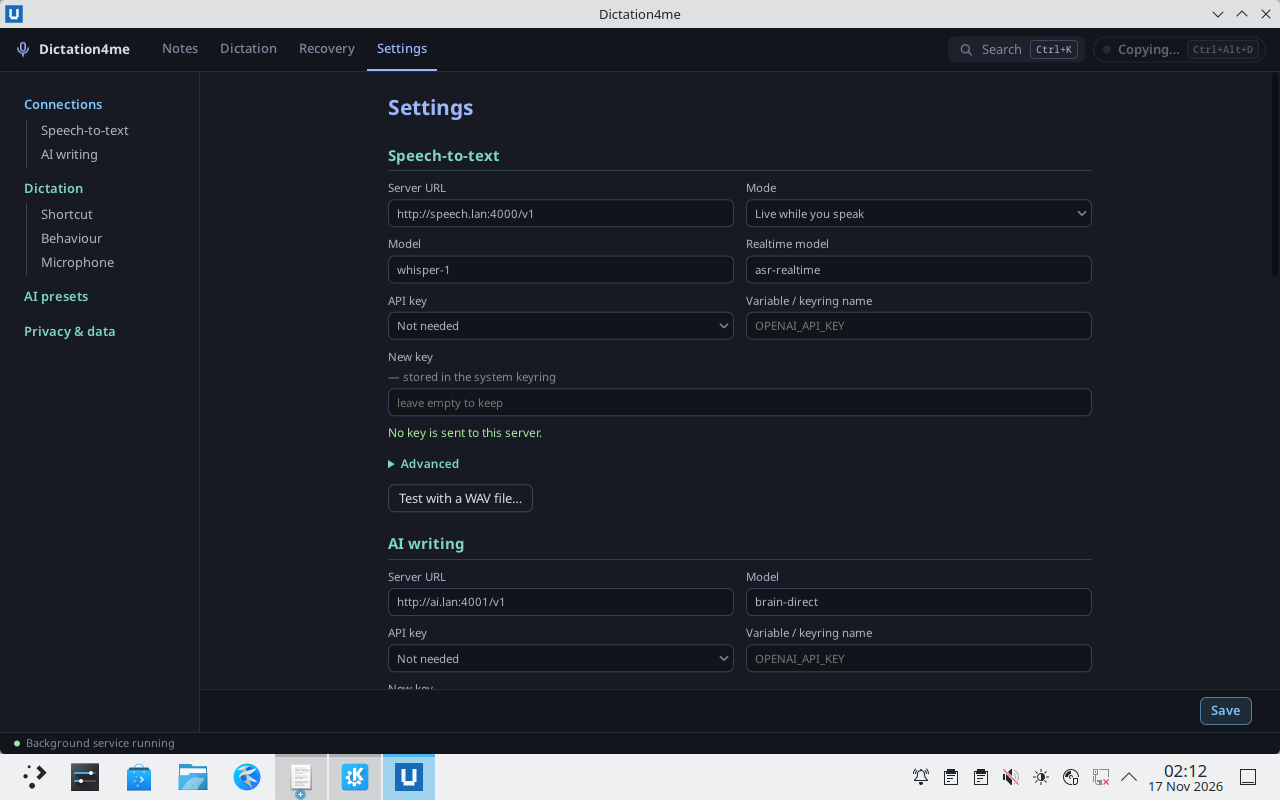 Dictation4me
Dictation4me Notes Dictation Recovery Settings Search Ctrl+K Copying... Ctrl+Alt+D
Connections
Speech-to-text
AI writing
Dictation
Shortcut
Behaviour
Microphone
AI presets
Privacy & data
Settings
Speech-to-text
Server URL Mode
http://speech.lan:4000/v1 Live while you speak
Model Realtime model
whisper-1 asr-realtime
API key Variable / keyring name
Not needed OPENAI_API_KEY
New key
— stored in the system keyring
leave empty to keep
No key is sent to this server.
Advanced
Test with a WAV file...
AI writing
Server URL Model
http://ai.lan:4001/v1 brain-direct
API key Variable / keyring name
Not needed OPENAI_API_KEY
New key
Save
Background service running
02:12
17 Nov 2026